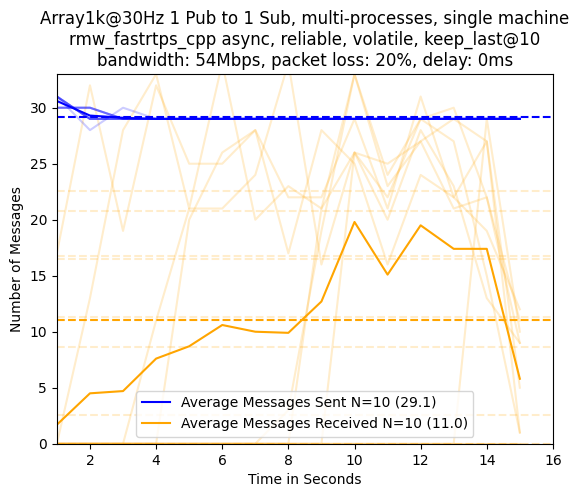 Array1k@30Hz 1 Pub to 1 Sub, multi-processes, single machine
rmw_fastrtps_cpp async, reliable, volatile, keep_last@10
bandwidth: 54Mbps, packet loss: 20%, delay: 0ms
Number of Messages
30
25
20
15
10
5
0
Average Messages Sent N=10 (29.1)
Average Messages Received N=10 (11.0)
2 4 6 8 10 12 14 16
Time in Seconds